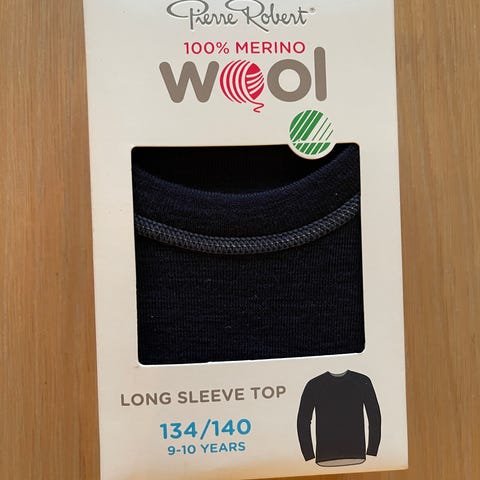 Pierre Robert®
100% MERINO
wool
LONG SLEEVE TOP
134/140
9-10 YEARS